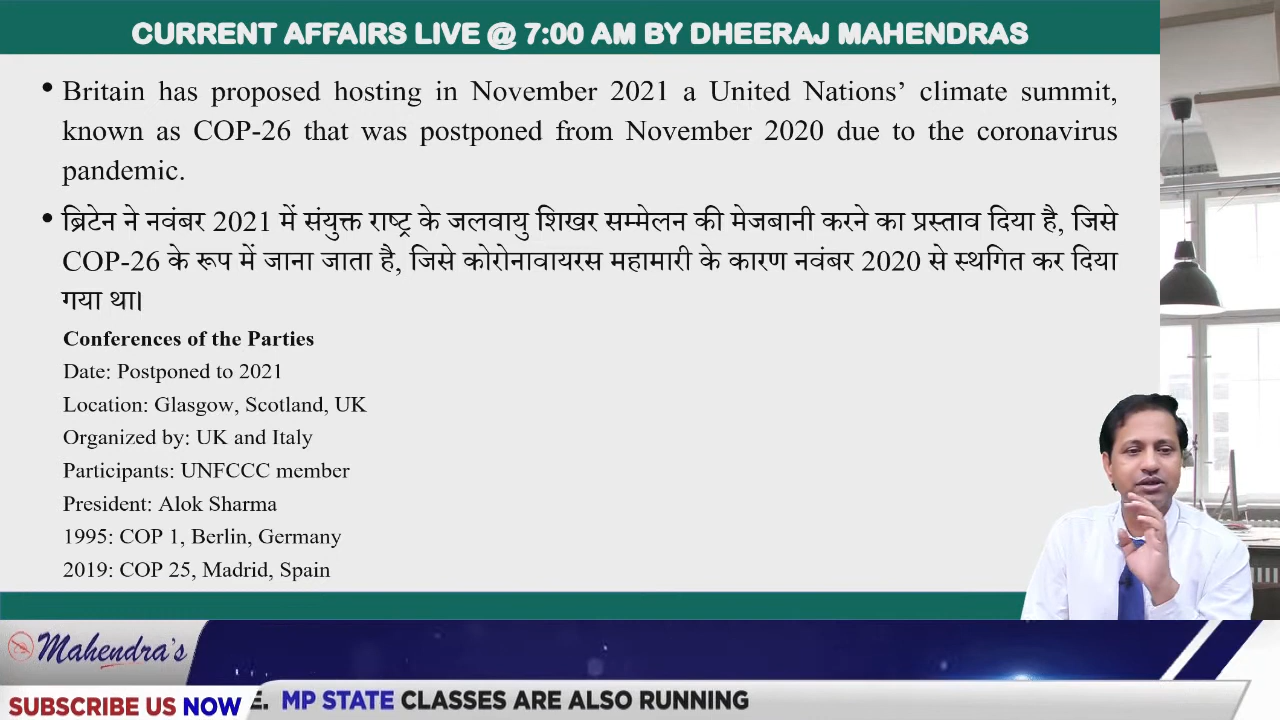 CURRENT AFFAIRS LIVE @ 7:00 AM BY DHEERAJ MAHENDRAS
• Britain has proposed hosting in November 2021 a United Nations’ climate summit,
known as COP-26 that was postponed from November 2020 due to the coronavirus
pandemic.
• ब्रिटेन ने नवंबर 2021 में संयुक्त राष्ट्र के जलवायु शिखर सम्मेलन की मेजबानी करने का प्रस्ताव दिया है, जिसे
COP-26 के रूप में जाना जाता है, जिसे कोरोनावायरस महामारी के कारण नवंबर 2020 से स्थगित कर दिया
गया था।
Conferences of the Parties
Date: Postponed to 2021
Location: Glasgow, Scotland, UK
Organized by: UK and Italy
Participants: UNFCCC member
President: Alok Sharma
1995: COP 1, Berlin, Germany
2019: COP 25, Madrid, Spain
Mahendra's
SUBSCRIBE US NOW
E. MP STATE CLASSES ARE ALSO RUNNING